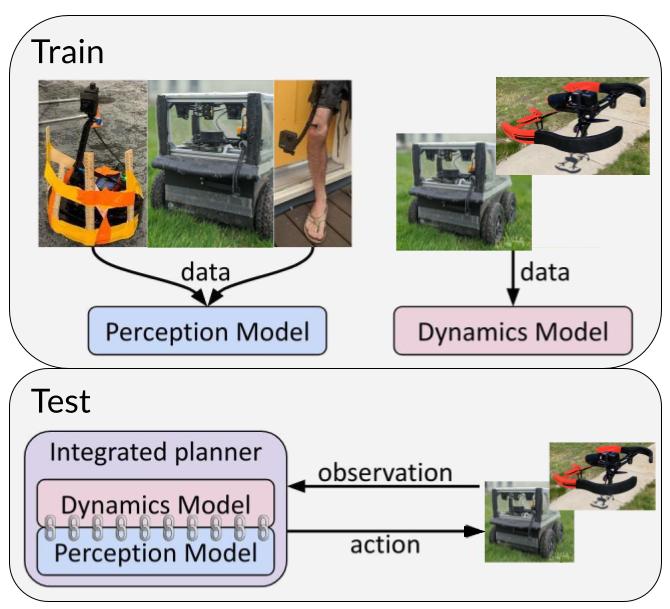 Train
data
data
Perception Model
Dynamics Model
Test
Integrated planner
Dynamics Model
Perception Model
observation
action